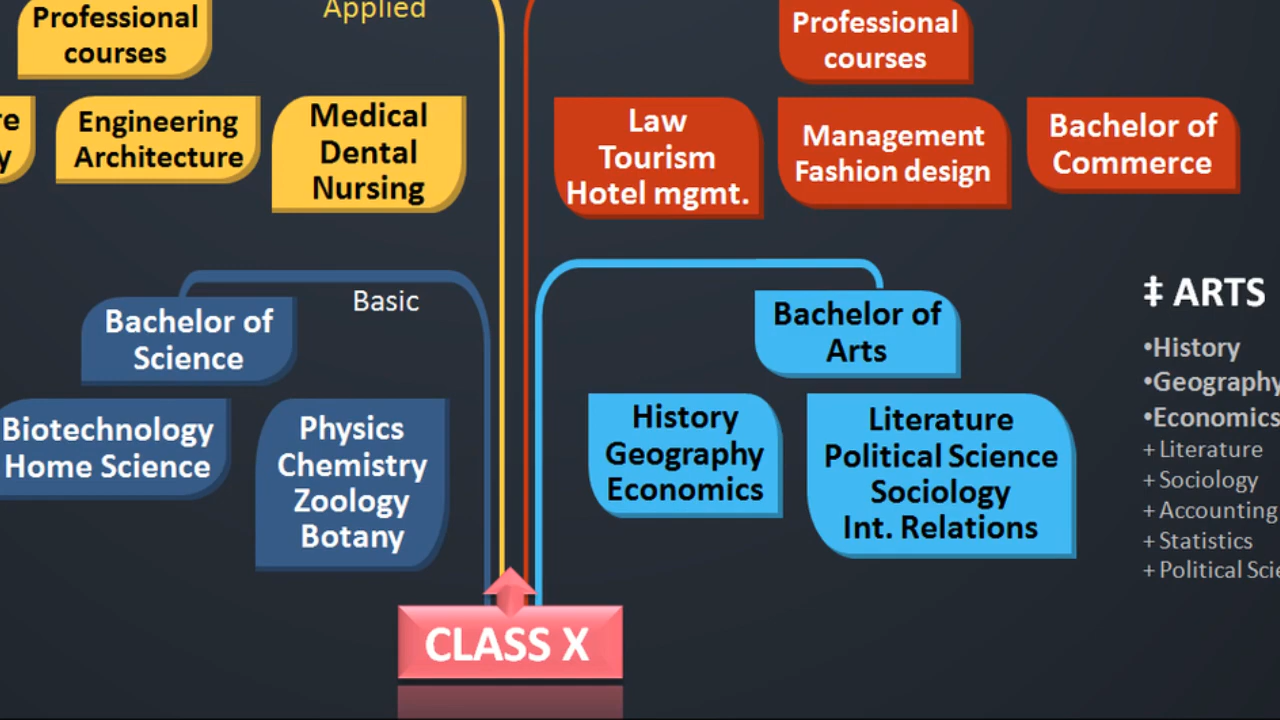 Professional
courses
Applied
Engineering
Architecture
Medical
Dental
Nursing
Professional
courses
Law
Tourism
Hotel mgmt.
Management
Fashion design
Bachelor of
Commerce
Basic
Bachelor of
Science
Biotechnology
Home Science
Physics
Chemistry
Zoology
Botany
Bachelor of
Arts
History
Geography
Economics
Literature
Political Science
Sociology
Int. Relations
‡ ARTS
•History
•Geography
•Economics
+ Literature
+ Sociology
+ Accounting
+ Statistics
+ Political
CLASS X